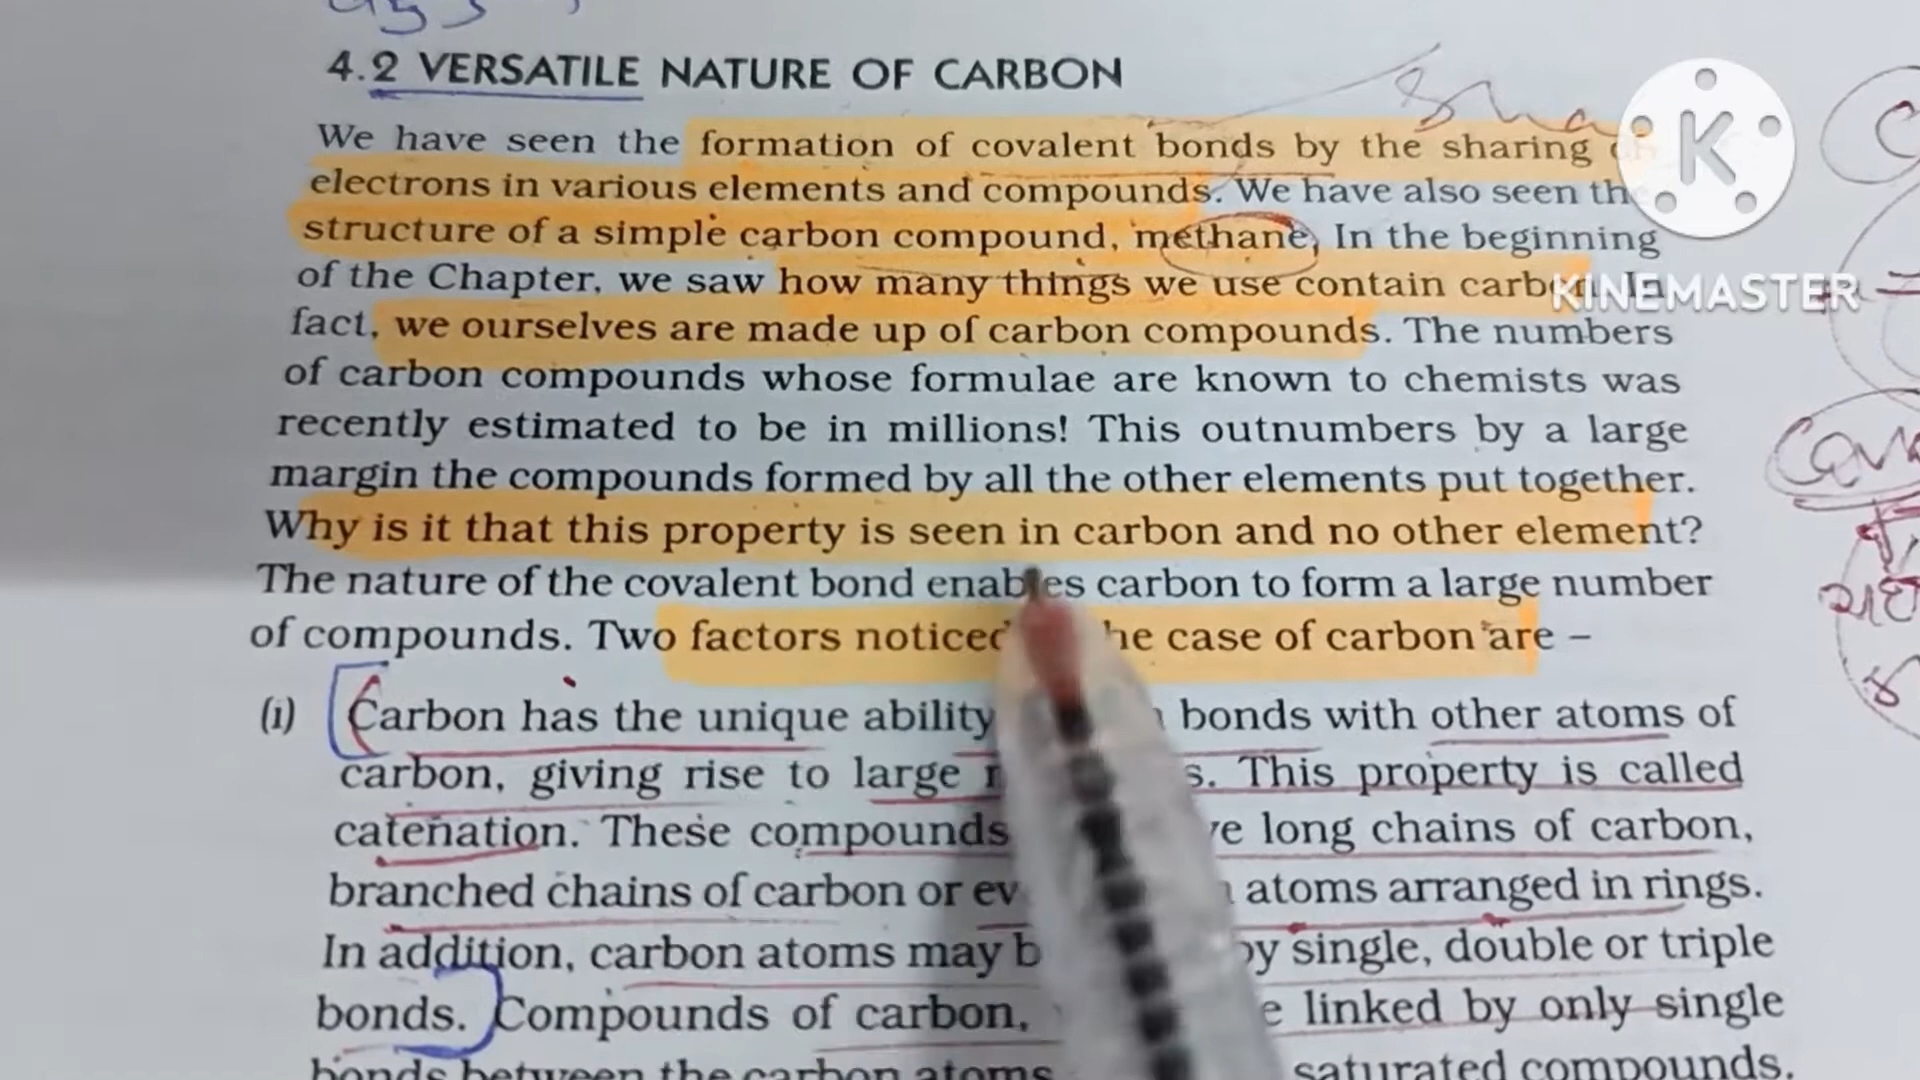 4.2 VERSATILE NATURE OF CARBON
We have seen the formation of covalent bonds by the sharing
electrons in various elements and compounds. We have also seen
structure of a simple carbon compound, methane. In the beginning
of the Chapter, we saw how many things we use contain
fact, we ourselves are made up of carbon compounds. The numbers
of carbon compounds whose formulae are known to chemists was
recently estimated to be in millions! This outnumbers by a large
margin the compounds formed by all the other elements put together.
Why is it that this property is seen in carbon and no other element?
The nature of the covalent bond carbon to form a large number
of compounds. Two factors case of carbon are –
(i) Carbon has the unique ability bonds with other atoms of
carbon, giving rise to large This property is called
catenation. These compounds long chains of carbon,
branched chains of carbon or atoms arranged in rings.
In addition, carbon atoms may single, double or triple
bonds. Compounds of carbon, linked by only single
bonds between the carbon atoms saturated compounds.
K
KINEMASTER